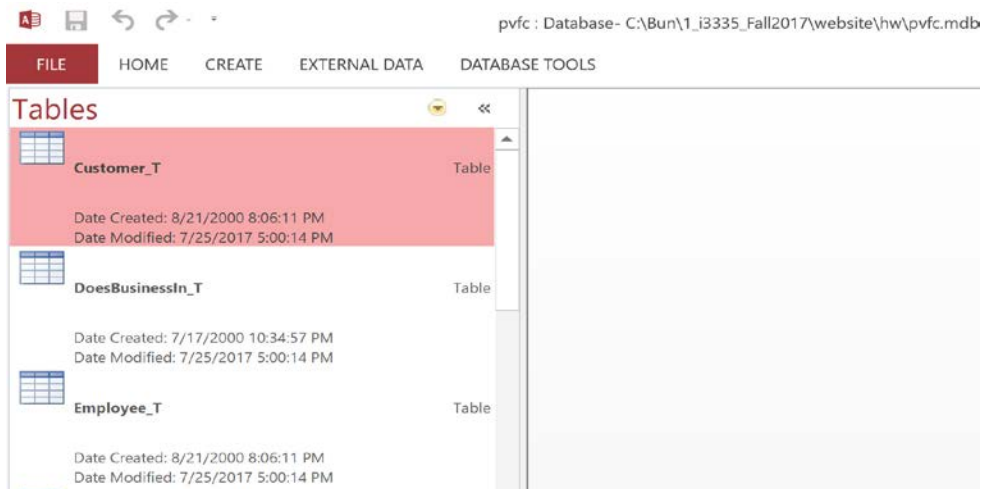 pvfc : Database- C:\Bun\1_i3335_Fall2017\website\hw\pvfc.mdb
FILE HOME CREATE EXTERNAL DATA DATABASE TOOLS
Tables
Customer_T Table
Date Created: 8/21/2000 8:06:11 PM
Date Modified: 7/25/2017 5:00:14 PM
DoesBusinessIn_T Table
Date Created: 7/17/2000 10:34:57 PM
Date Modified: 7/25/2017 5:00:14 PM
Employee_T Table
Date Created: 8/21/2000 8:06:11 PM
Date Modified: 7/25/2017 5:00:14 PM